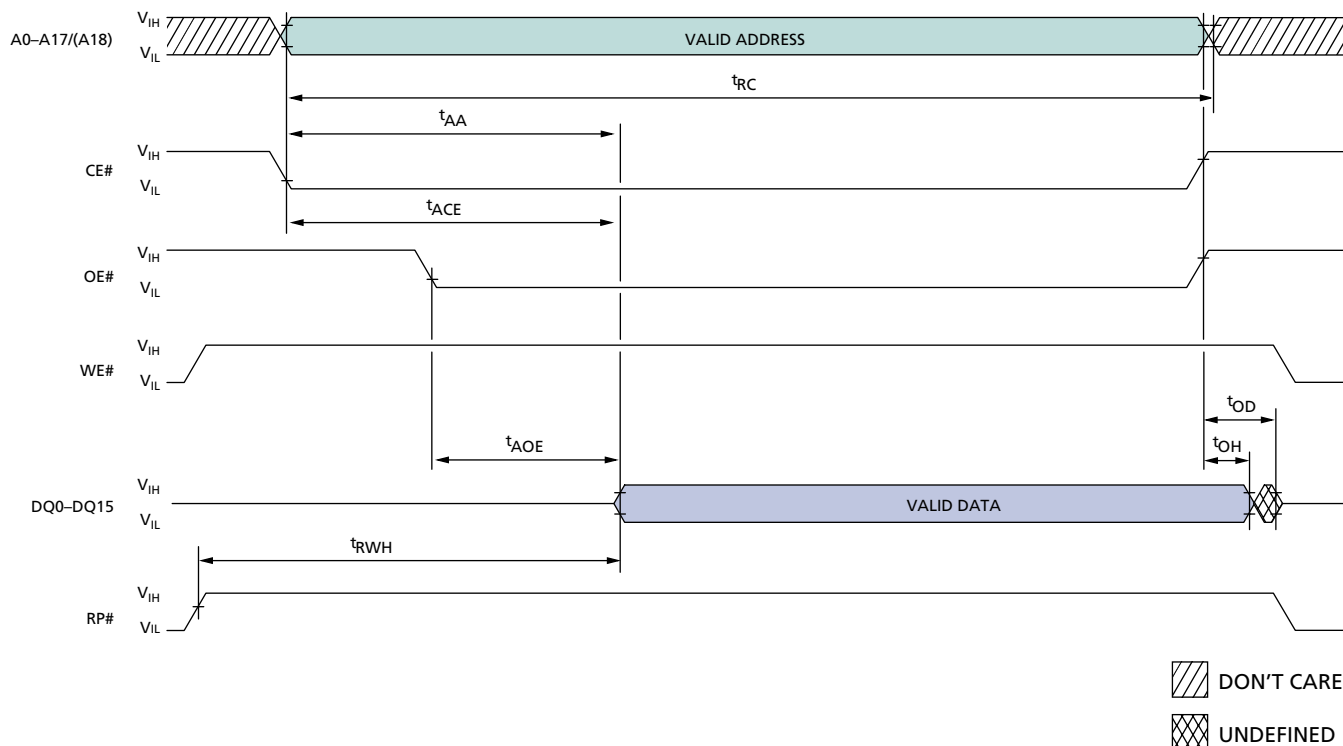 VIH
A0–A17/(A18)
VALID ADDRESS
VIL
tRC
tAA
VIH
CE#
VIL
tACE
VIH
OE#
VIL
VIH
WE#
VIL
tOD
tAOE
tOH
VIH
DQ0–DQ15
VALID DATA
VIL
tRWH
VIH
RP#
VIL
DON'T CARE
UNDEFINED